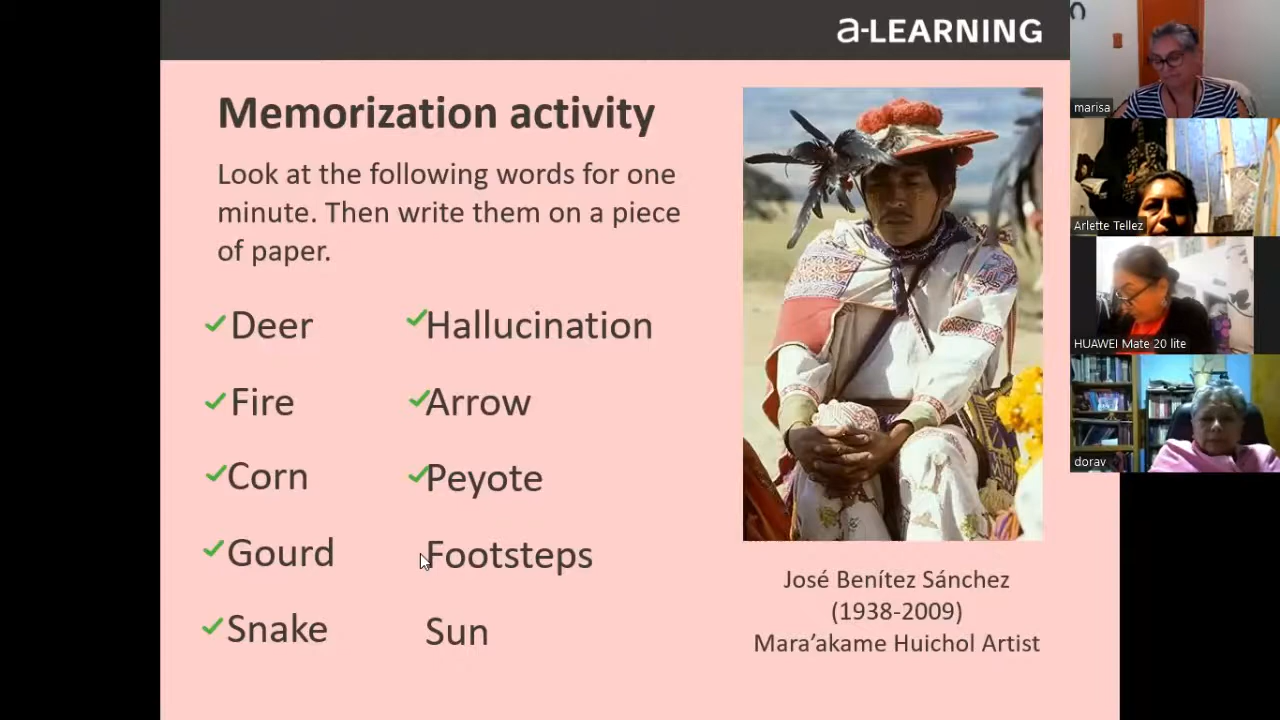 a-LEARNING
Memorization activity
Look at the following words for one
minute. Then write them on a piece
of paper.
Deer
Fire
Corn
Gourd
Snake
Hallucination
Arrow
Peyote
Footsteps
Sun
José Benítez Sánchez
(1938-2009)
Mara’akame Huichol Artist
marisa
Arlette Tellez
HUAWEI Mate 20 lite
dorav